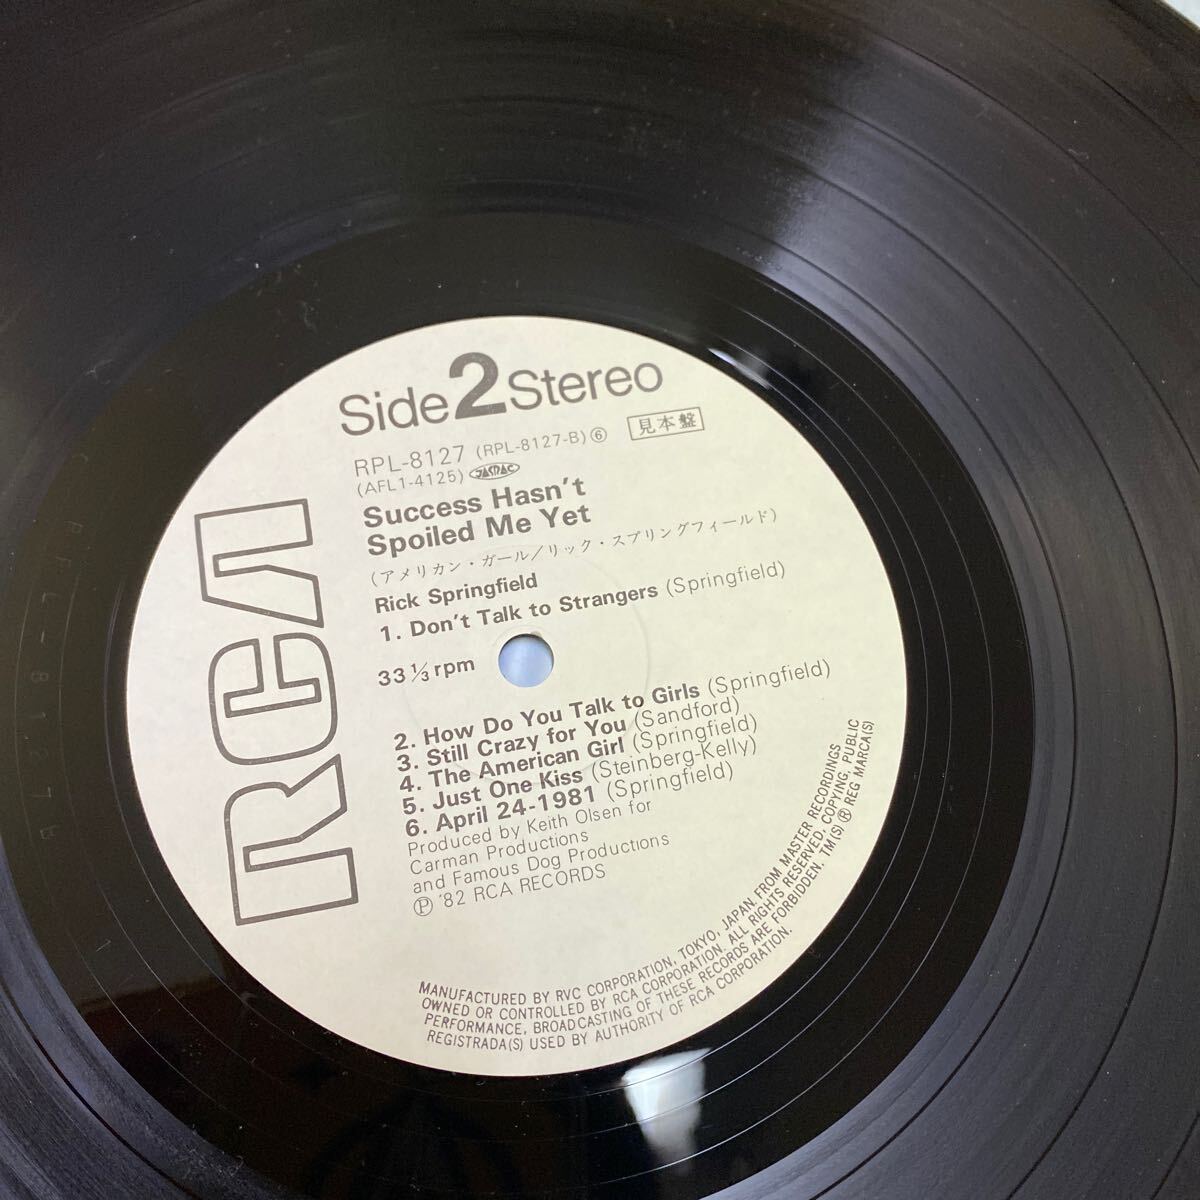 Side 2 Stereo
RPL-8127 (RPL-8127-B) ⑥ 見本盤
(AFL1-4125) JASRAC
Success Hasn't
Spoiled Me Yet
(アメリカン・ガール/リック・スプリングフィールド)
Rick Springfield
1. Don't Talk to Strangers (Springfield)
33 1/3 rpm
2. How Do You Talk to Girls (Springfield)
3. Still Crazy for You (Sandford)
4. The American Girl (Springfield)
5. Just One Kiss (Steinberg-Kelly)
6. April 24-1981 (Springfield)
Produced by Keith Olsen for
Carman Productions
and Famous Dog Productions
Ⓟ '82 RCA RECORDS
RCA
MANUFACTURED BY RVC CORPORATION, TOKYO, JAPAN, FROM MASTER RECORDINGS
OWNED OR CONTROLLED BY RCA CORPORATION. ALL RIGHTS RESERVED, COPYING, PUBLIC
PERFORMANCE, BROADCASTING OF THESE RECORDS ARE FORBIDDEN. TM(S) ® REG MARCA(S)
REGISTRADA(S) USED BY AUTHORITY OF RCA CORPORATION.